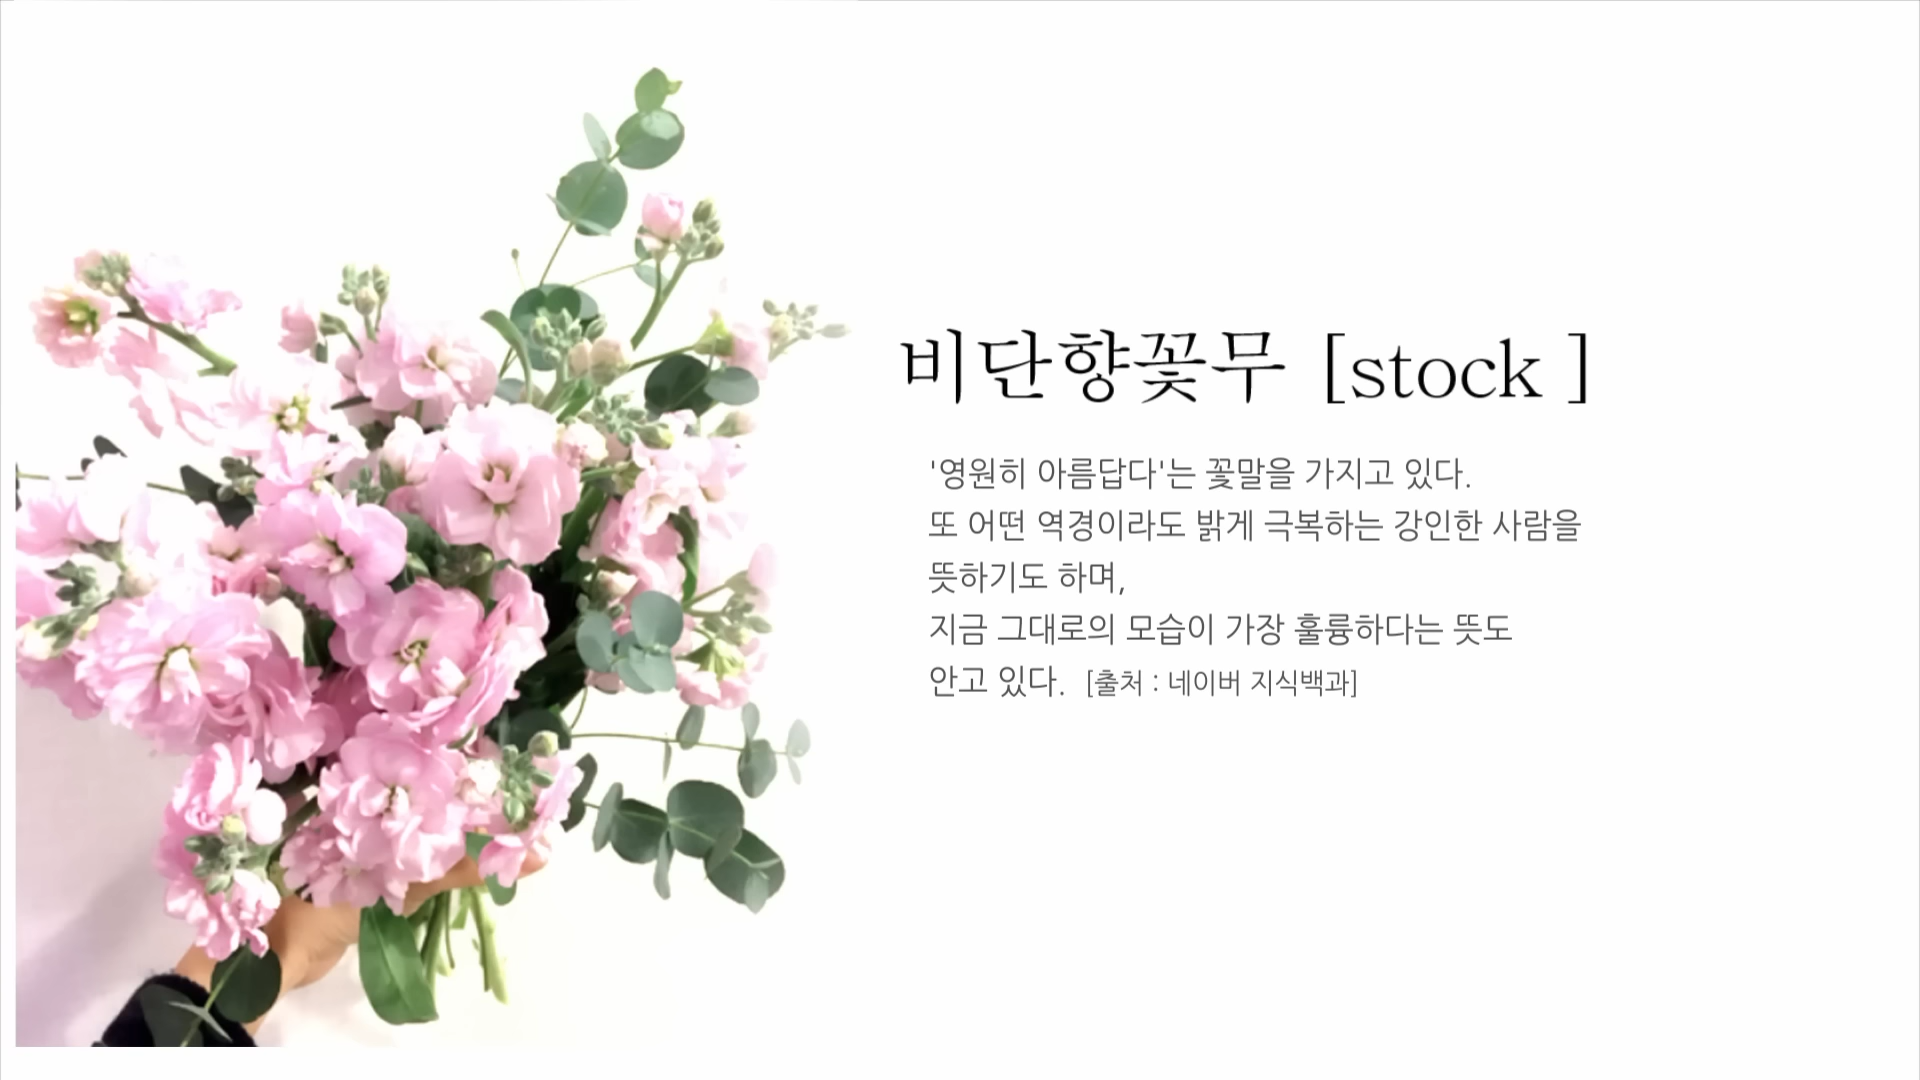 비단향꽃무 [stock ]
'영원히 아름답다'는 꽃말을 가지고 있다.
또 어떤 역경이라도 밝게 극복하는 강인한 사람을
뜻하기도 하며,
지금 그대로의 모습이 가장 훌륭하다는 뜻도
안고 있다. [출처 : 네이버 지식백과]